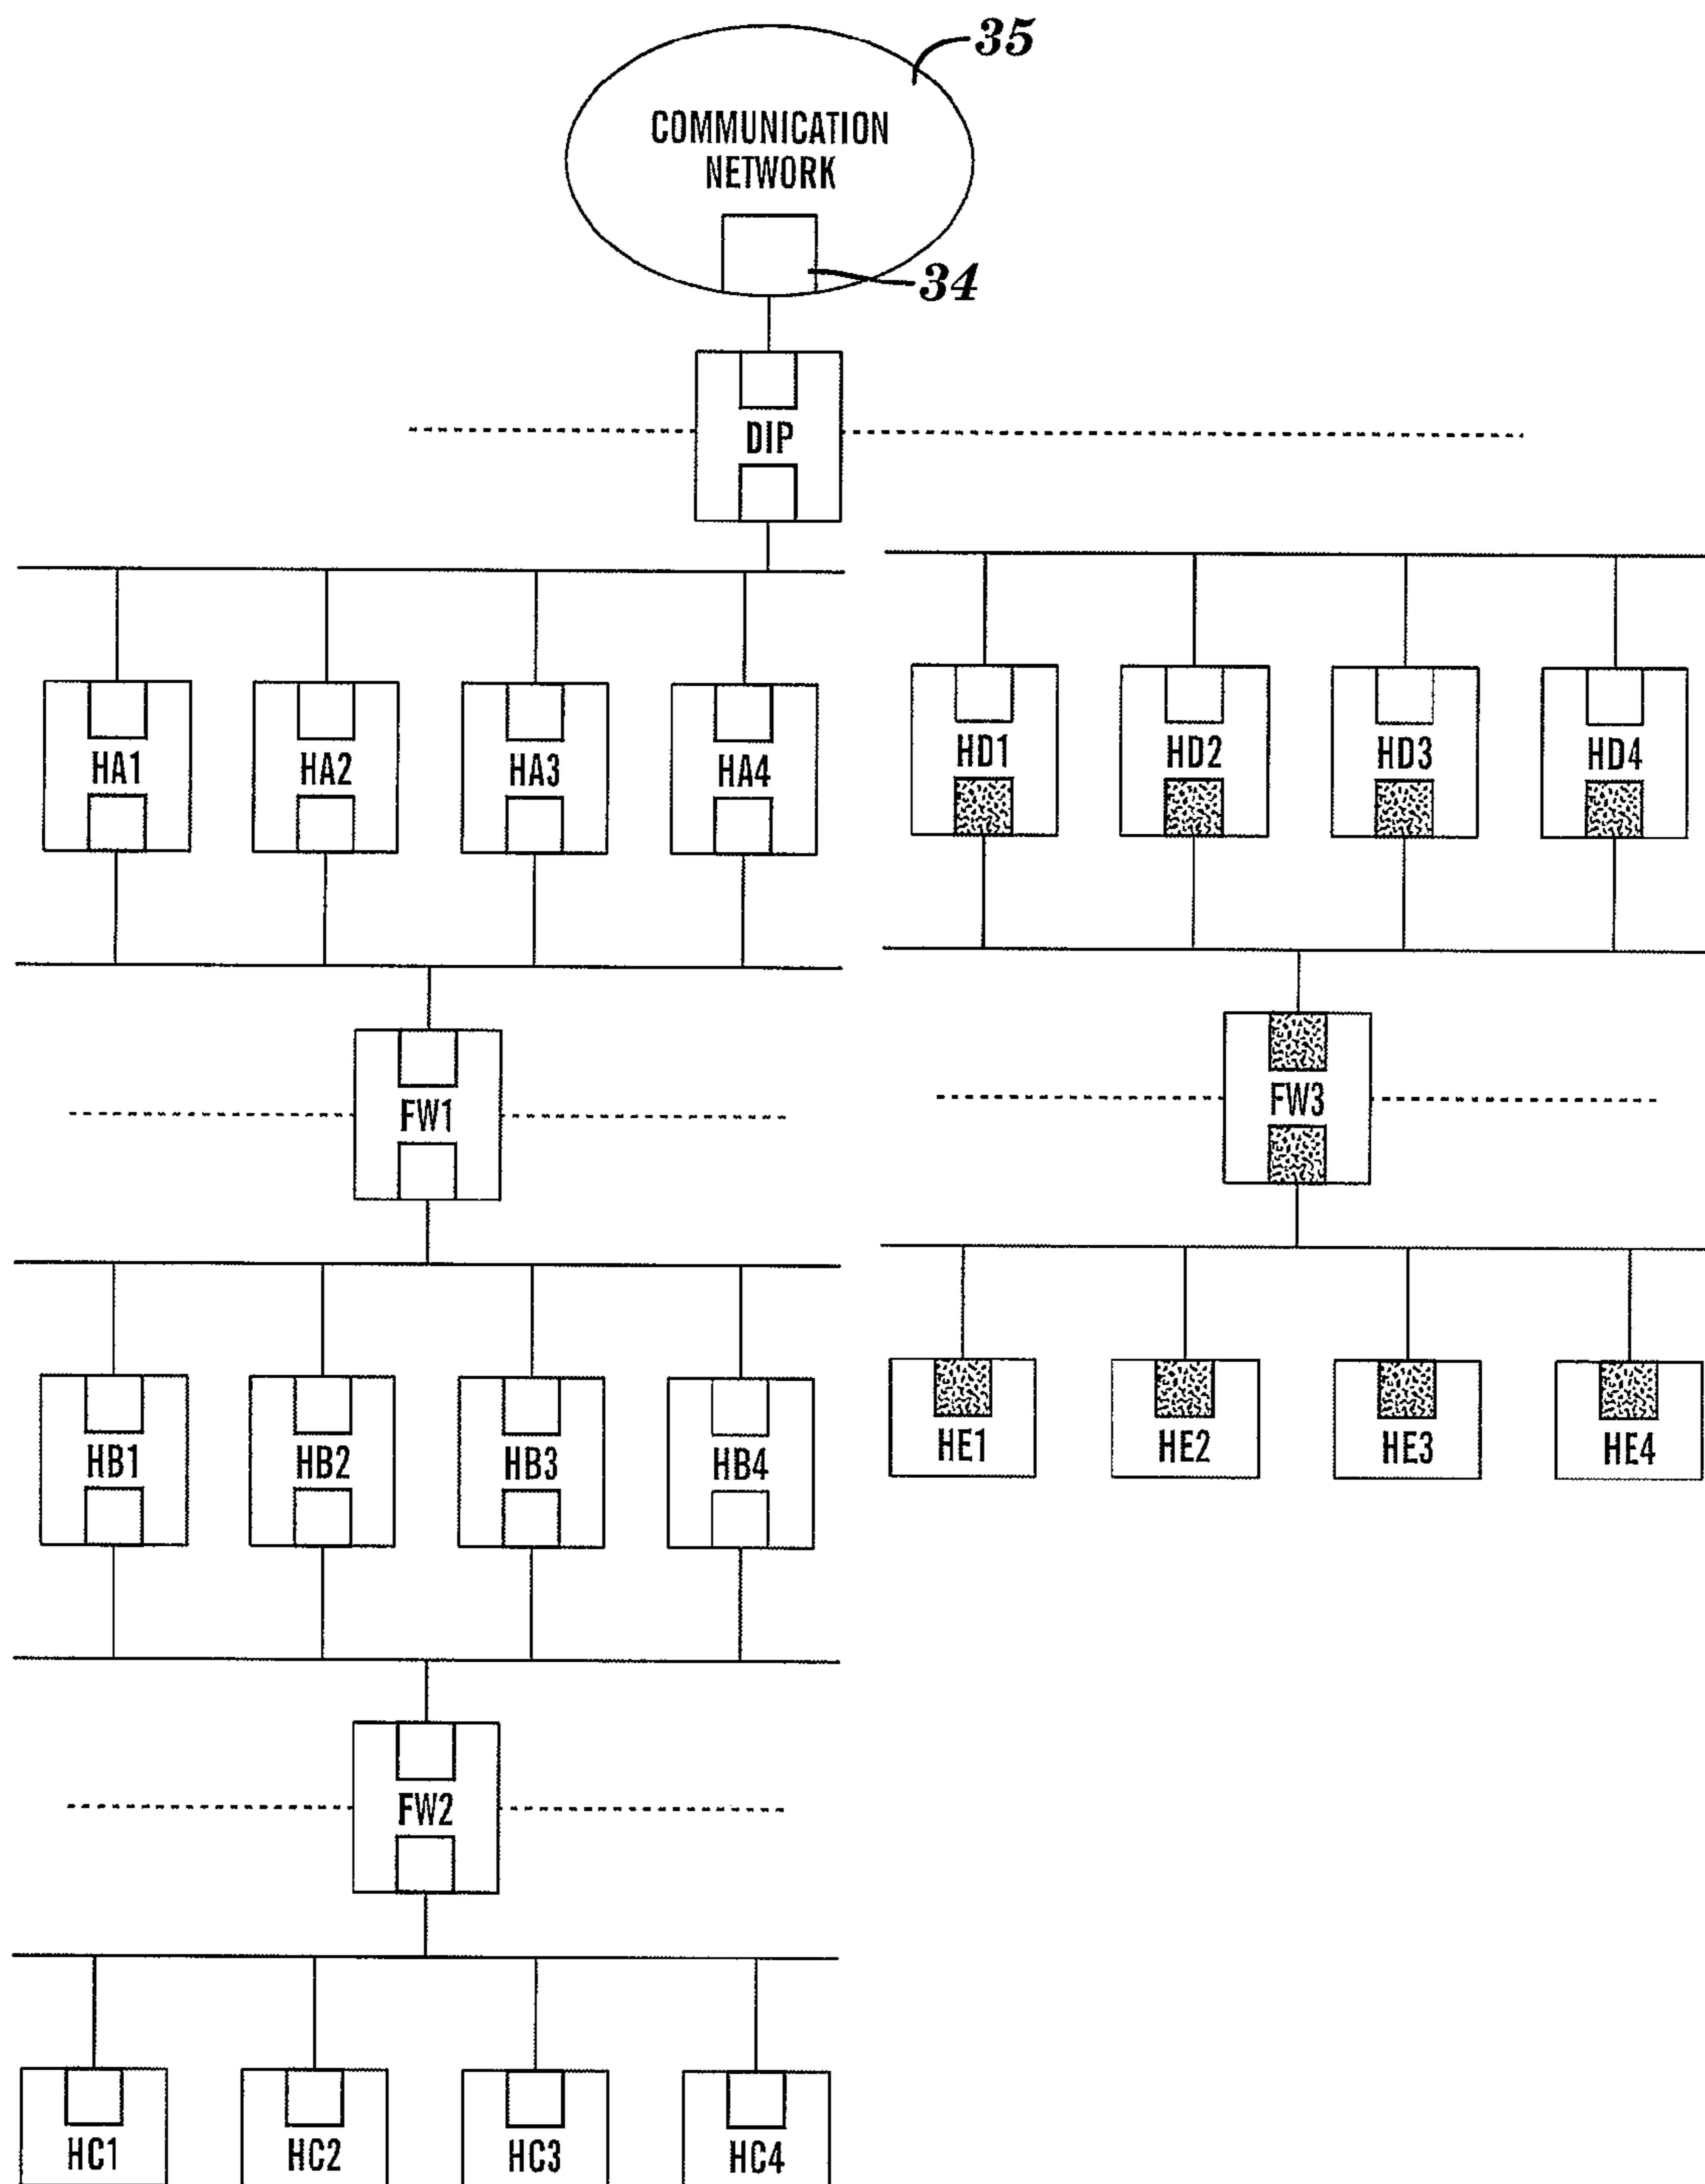 35
COMMUNICATION
NETWORK
34
DIP
HA1 HA2 HA3 HA4
HD1 HD2 HD3 HD4
FW1
FW3
HB1 HB2 HB3 HB4
HE1 HE2 HE3 HE4
FW2
HC1 HC2 HC3 HC4